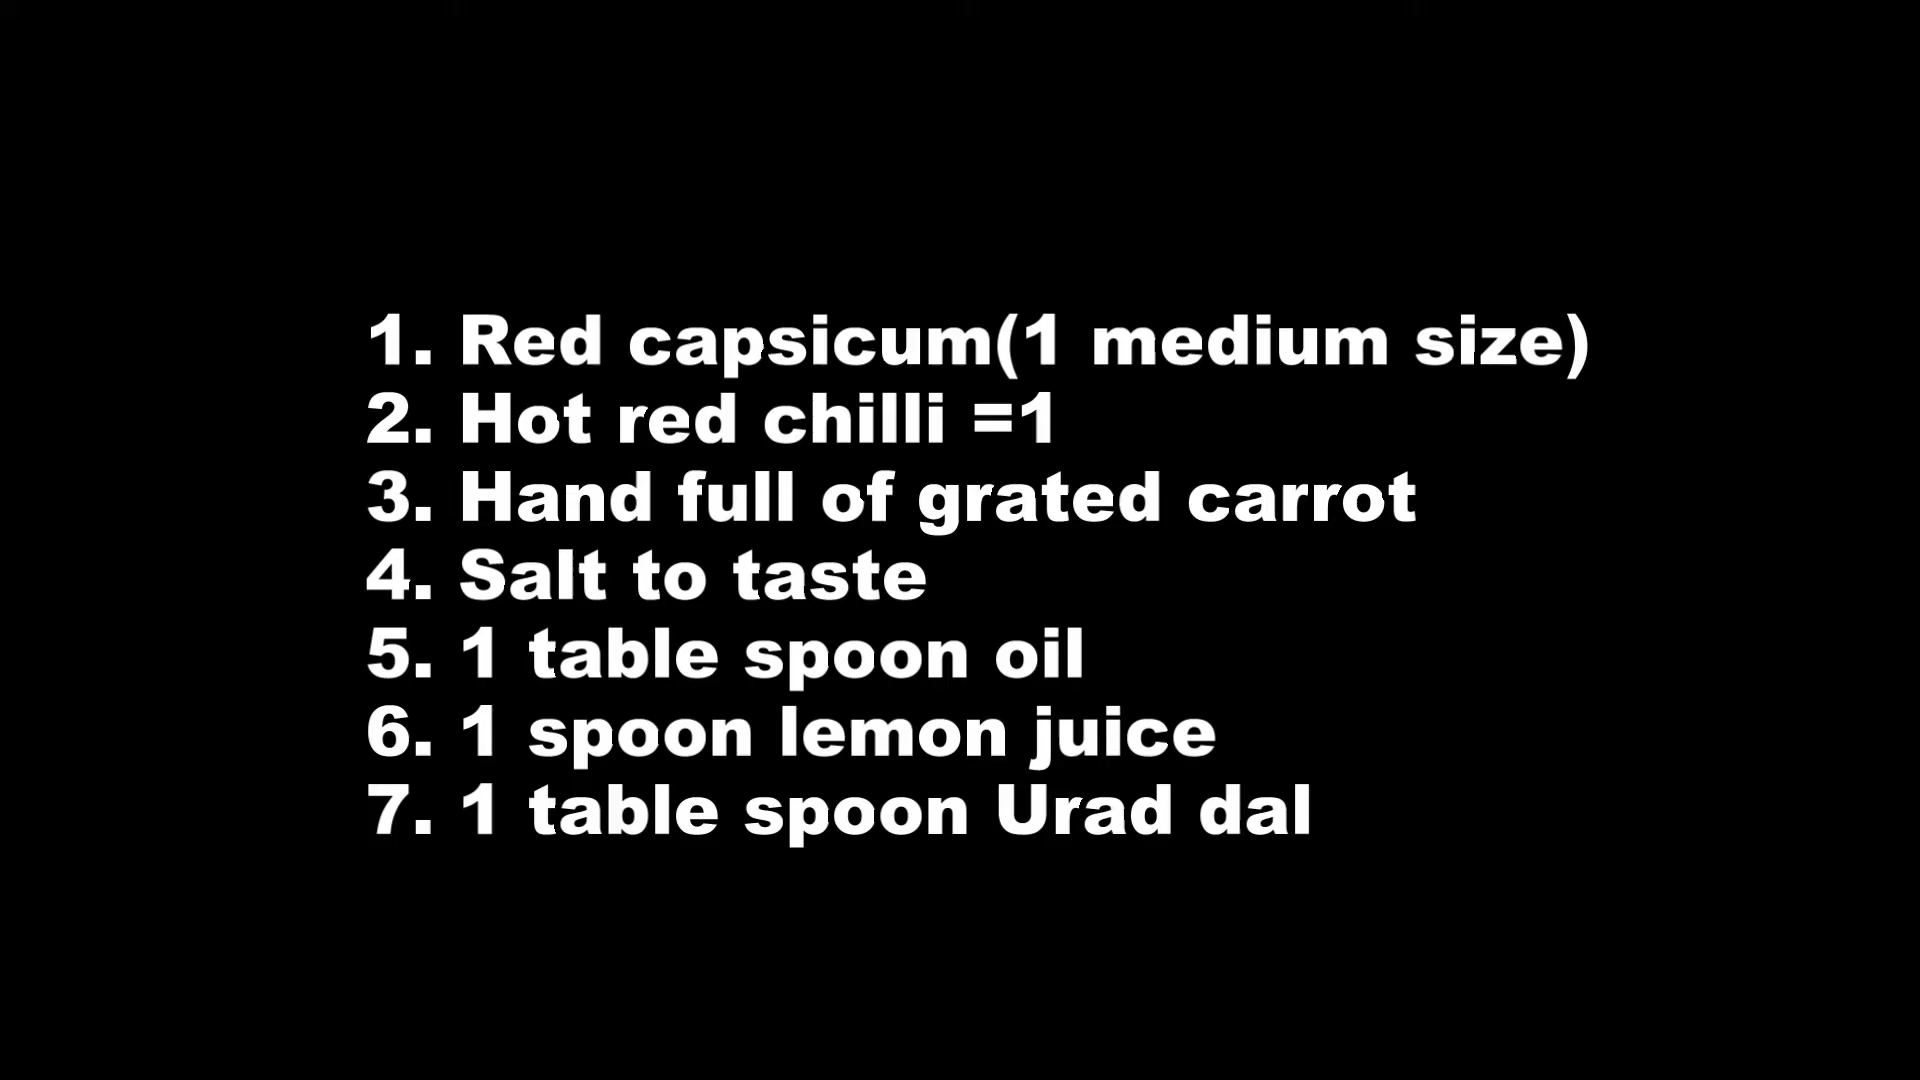 1. Red capsicum(1 medium size)
2. Hot red chilli =1
3. Hand full of grated carrot
4. Salt to taste
5. 1 table spoon oil
6. 1 spoon lemon juice
7. 1 table spoon Urad dal